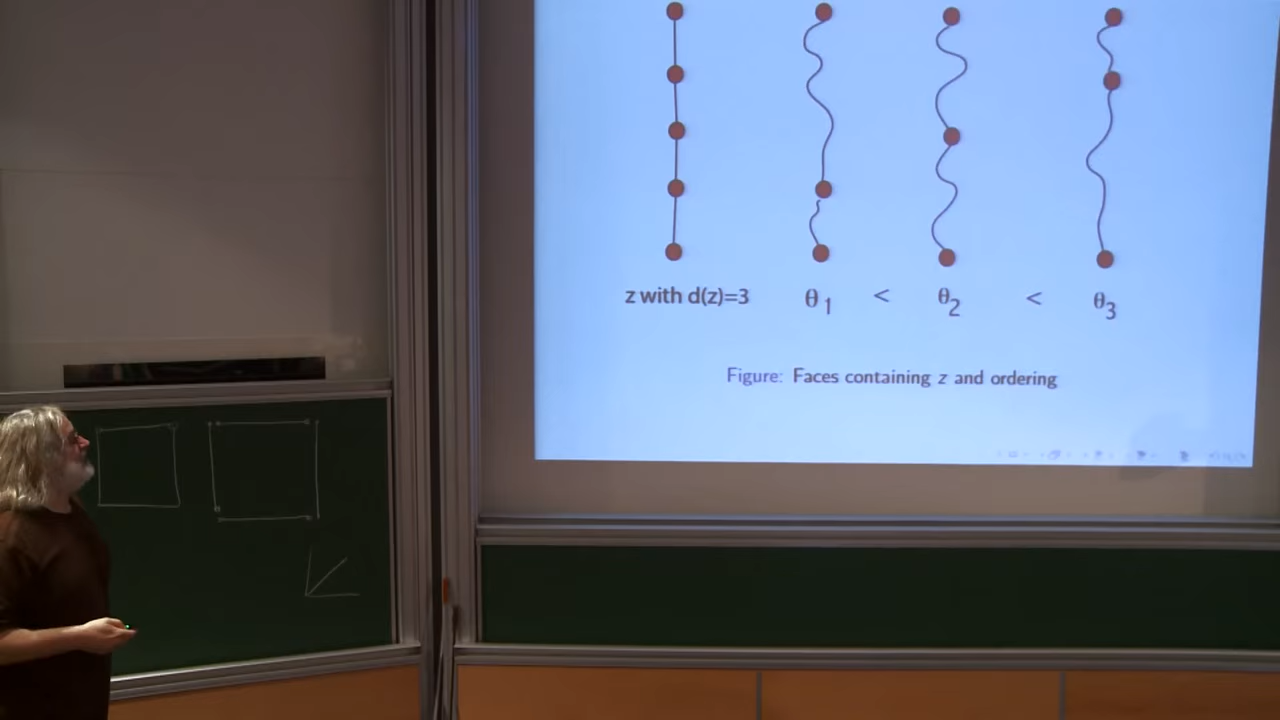 z with d(z)=3 θ1 < θ2 < θ3
Figure: Faces containing z and ordering